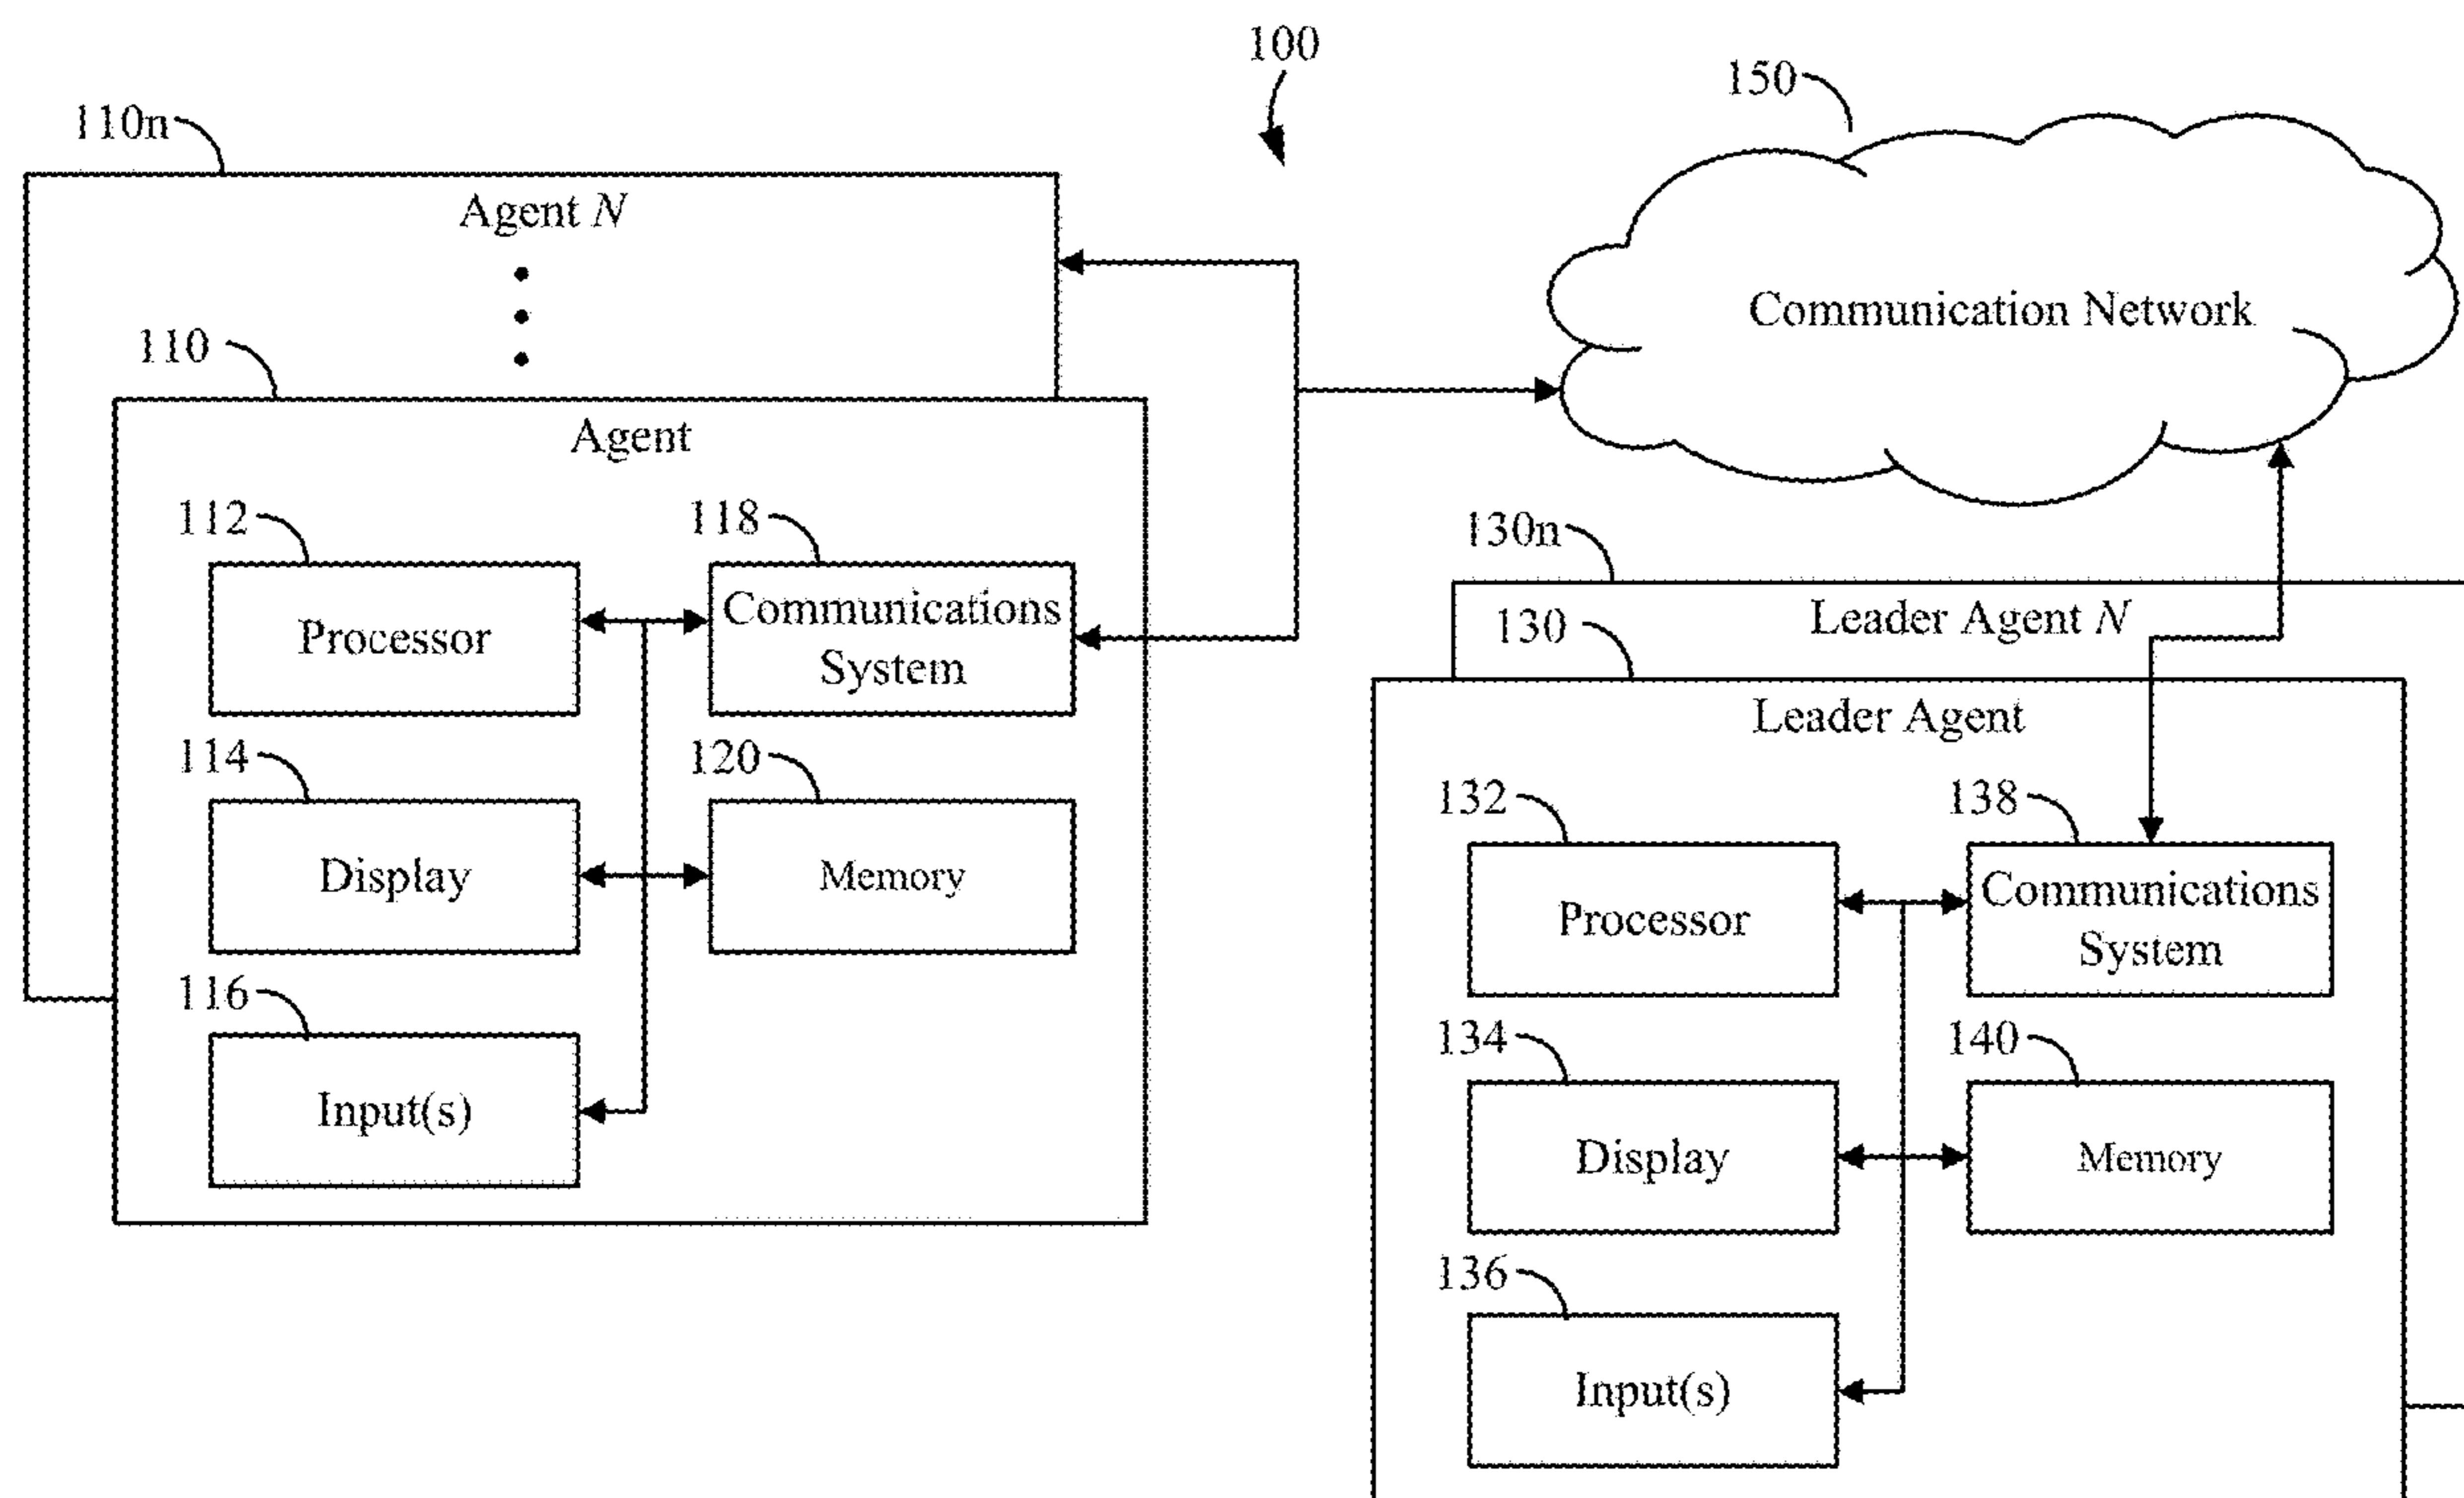 100
150
110n
Agent N
Communication Network
110
Agent
112
118
Processor
Communications
System
114
120
Display
Memory
116
Input(s)
130n
Leader Agent N
130
Leader Agent
132
138
Processor
Communications
System
134
140
Display
Memory
136
Input(s)